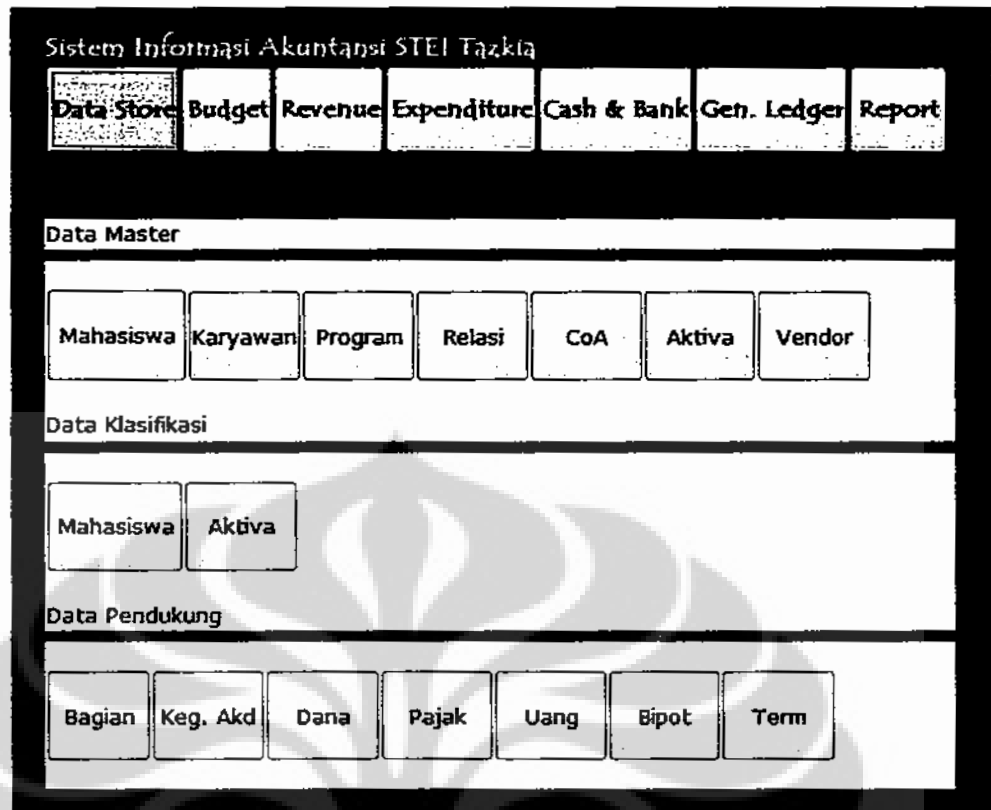 Sistem Informasi Akuntansi STEI Tazkia
Data Store Budget Revenue Expenditure Cash & Bank Gen. Ledger Report
Data Master
Mahasiswa Karyawan Program Relasi CoA Aktiva Vendor
Data Klasifikasi
Mahasiswa Aktiva
Data Pendukung
Bagian Keg. Akd Dana Pajak Uang Bipot Term